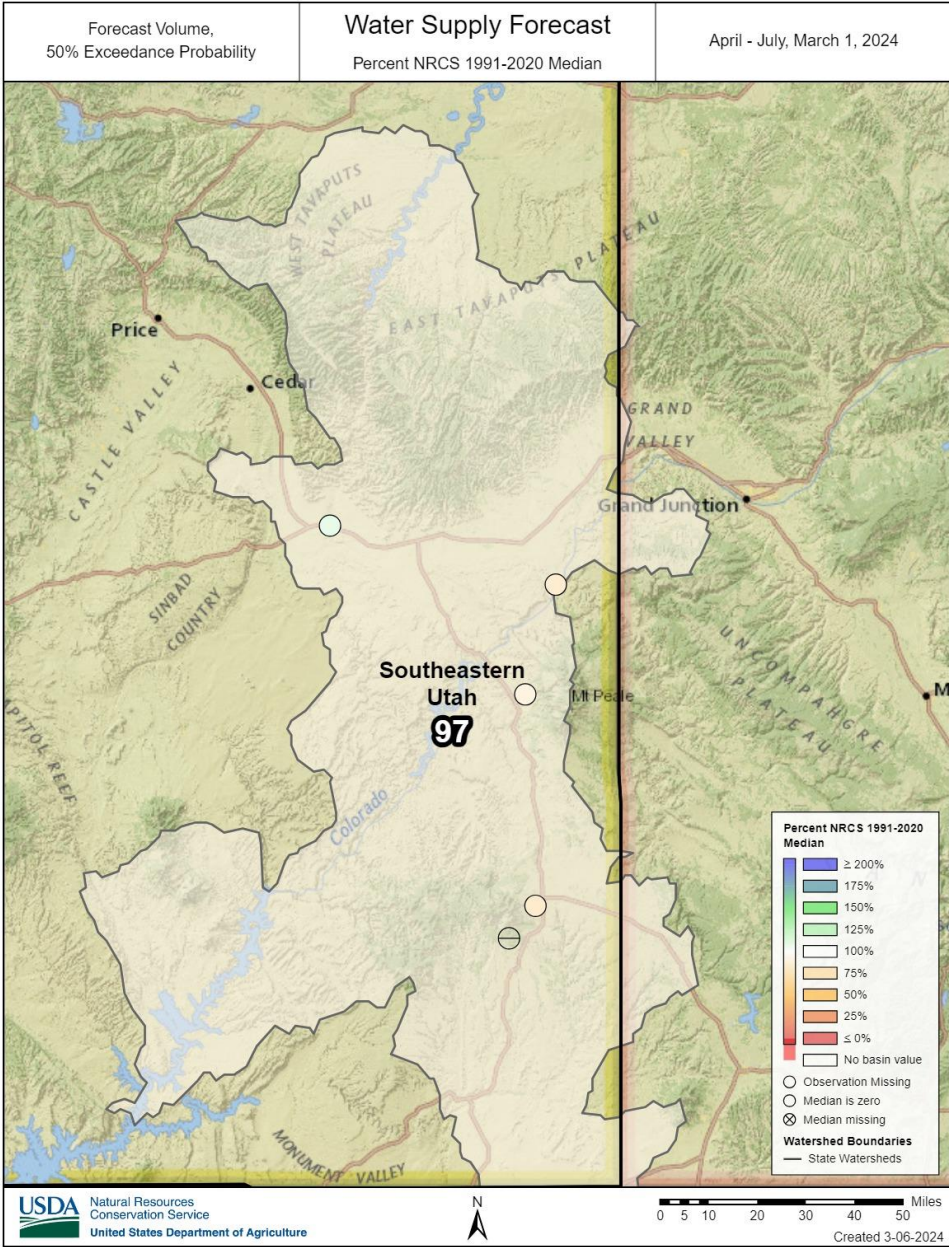 Forecast Volume,
50% Exceedance Probability
Water Supply Forecast
Percent NRCS 1991-2020 Median
April - July, March 1, 2024
WEST TAVAPUTS
PLATEAU
EAST TAVAPUTS PLATEAU
Price
Cedar
CASTLE VALLEY
GRAND
VALLEY
Grand Junction
SINBAD
COUNTRY
Southeastern
Utah
97
Mt Peale
UNCOMPAHGRE
PLATEAU
M
APITOL REEF
Colorado
MONUMENT VALLEY
Percent NRCS 1991-2020
Median
≥ 200%
175%
150%
125%
100%
75%
50%
25%
≤ 0%
No basin value
Observation Missing
Median is zero
Median missing
Watershed Boundaries
State Watersheds
USDA
Natural Resources
Conservation Service
United States Department of Agriculture
N
Miles
0 5 10 20 30 40 50
Created 3-06-2024